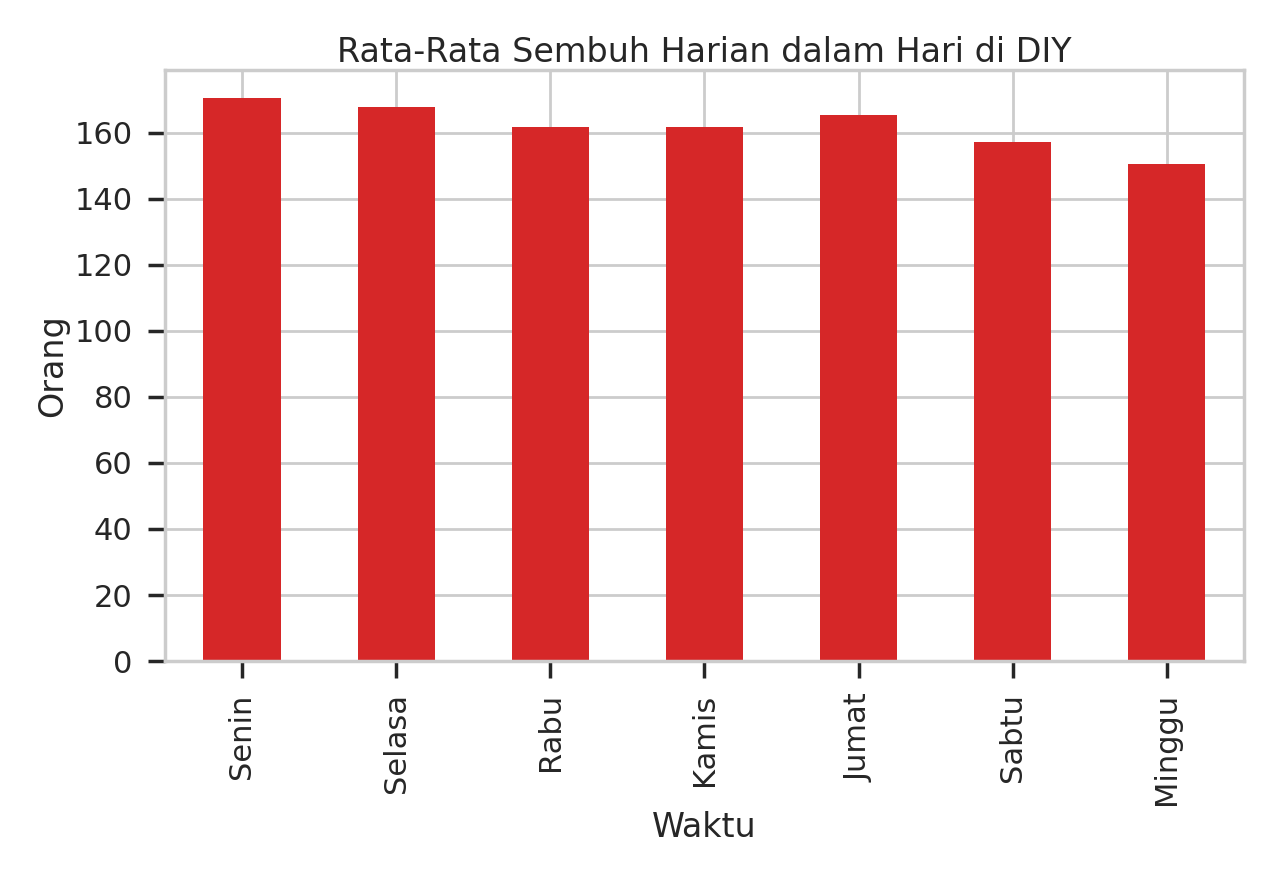 Rata-Rata Sembuh Harian dalam Hari di DIY
Orang
160
140
120
100
80
60
40
20
0
Senin
Selasa
Rabu
Kamis
Jumat
Sabtu
Minggu
Waktu